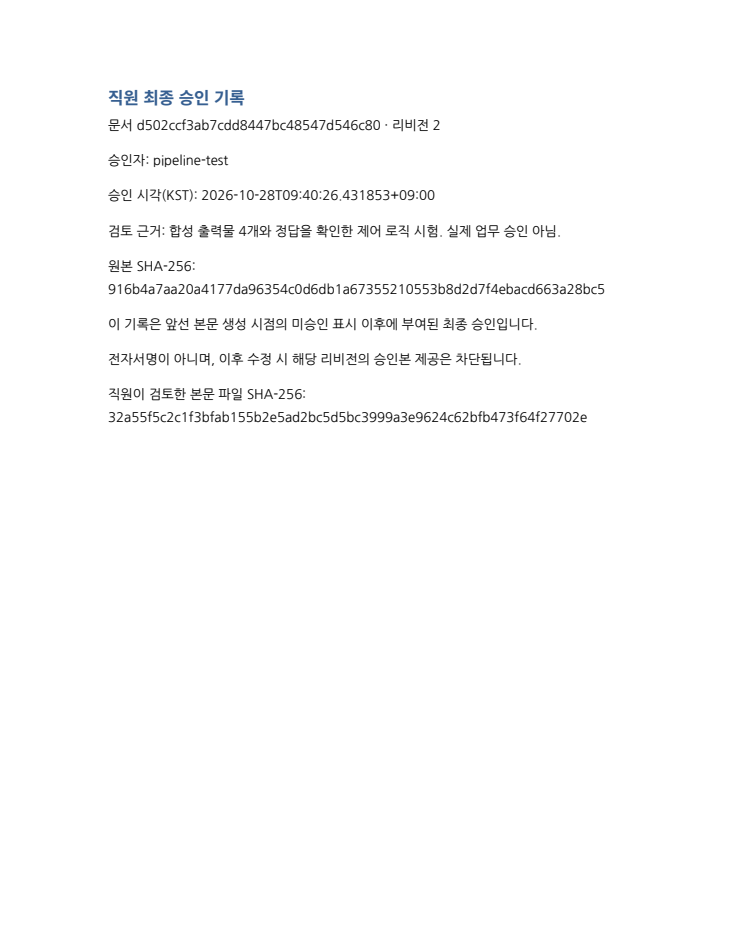 직원 최종 승인 기록
문서 d502ccf3ab7cdd8447bc48547d546c80 · 리비전 2
승인자: pipeline-test
승인 시각(KST): 2026-10-28T09:40:26.431853+09:00
검토 근거: 합성 출력물 4개와 정답을 확인한 제어 로직 시험. 실제 업무 승인 아님.
원본 SHA-256:
916b4a7aa20a4177da96354c0d6db1a67355210553b8d2d7f4ebacd663a28bc5
이 기록은 앞선 본문 생성 시점의 미승인 표시 이후에 부여된 최종 승인입니다.
전자서명이 아니며, 이후 수정 시 해당 리비전의 승인본 제공은 차단됩니다.
직원이 검토한 본문 파일 SHA-256:
32a55f5c2c1f3bfab155b2e5ad2bc5d5bc3999a3e9624c62bfb473f64f27702e